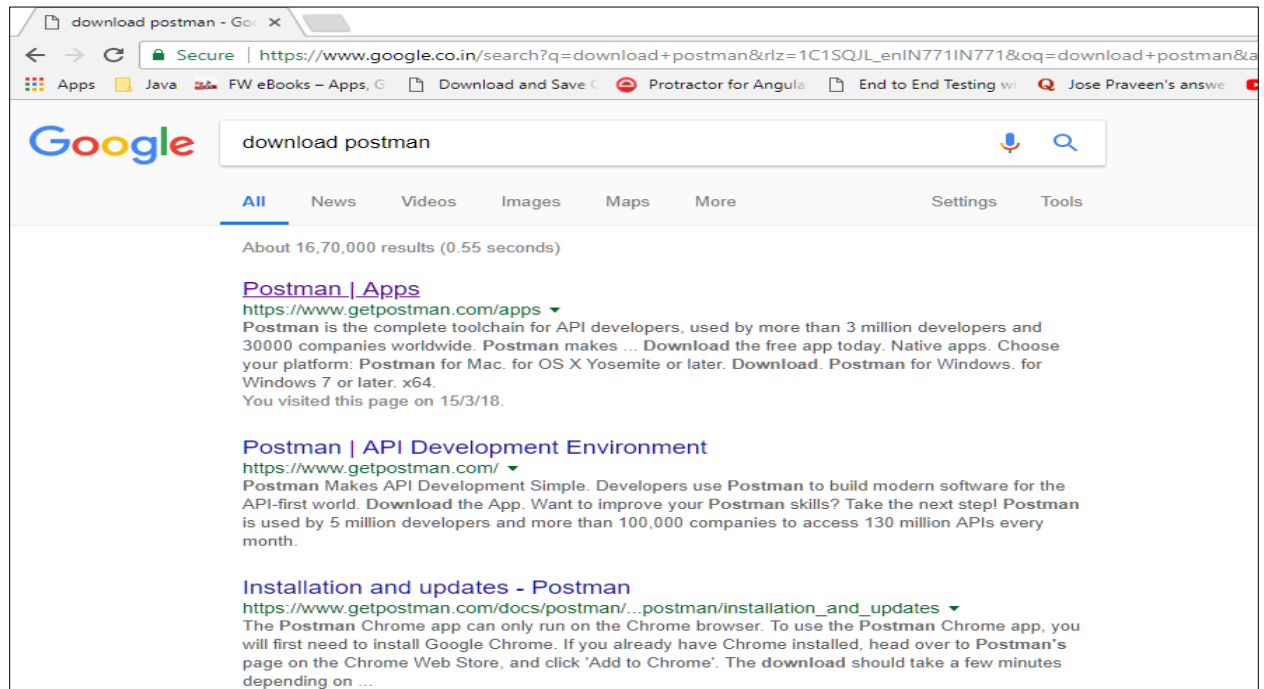 download postman - Goo
Secure | https://www.google.co.in/search?q=download+postman&rlz=1C1SQJL_enIN771IN771&oq=download+postman&a
Apps Java FW eBooks – Apps, G Download and Save Protractor for Angula End to End Testing wi Jose Praveen's answe
Google download postman
All News Videos Images Maps More Settings Tools
About 16,70,000 results (0.55 seconds)
Postman | Apps
https://www.getpostman.com/apps
Postman is the complete toolchain for API developers, used by more than 3 million developers and
30000 companies worldwide. Postman makes ... Download the free app today. Native apps. Choose
your platform: Postman for Mac. for OS X Yosemite or later. Download. Postman for Windows. for
Windows 7 or later. x64.
You visited this page on 15/3/18.
Postman | API Development Environment
https://www.getpostman.com/
Postman Makes API Development Simple. Developers use Postman to build modern software for the
API-first world. Download the App. Want to improve your Postman skills? Take the next step! Postman
is used by 5 million developers and more than 100,000 companies to access 130 million APIs every
month.
Installation and updates - Postman
https://www.getpostman.com/docs/postman/...postman/installation_and_updates
The Postman Chrome app can only run on the Chrome browser. To use the Postman Chrome app, you
will first need to install Google Chrome. If you already have Chrome installed, head over to Postman's
page on the Chrome Web Store, and click 'Add to Chrome'. The download should take a few minutes
depending on ...